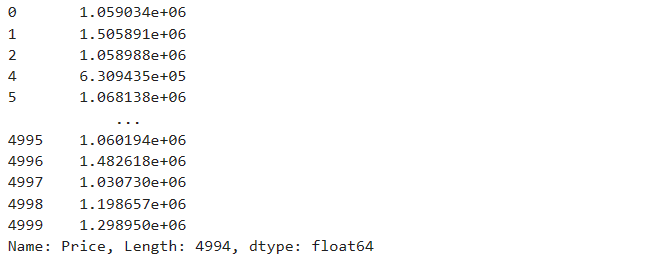 0       1.059034e+06
1       1.505891e+06
2       1.058988e+06
4       6.309435e+05
5       1.068138e+06
            ...
4995    1.060194e+06
4996    1.482618e+06
4997    1.030730e+06
4998    1.198657e+06
4999    1.298950e+06
Name: Price, Length: 4994, dtype: float64